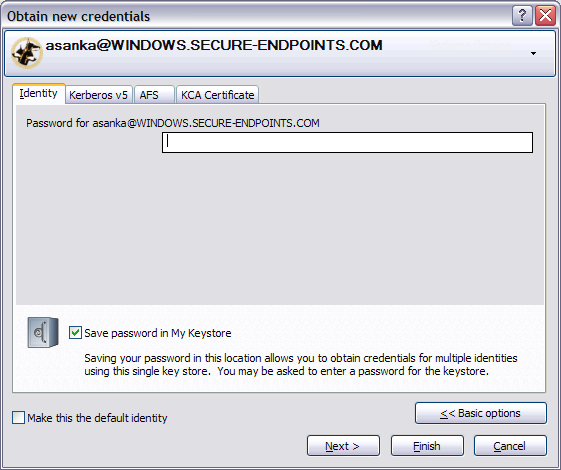 Obtain new credentials
asanka@WINDOWS.SECURE-ENDPOINTS.COM
Identity Kerberos v5 AFS KCA Certificate
Password for asanka@WINDOWS.SECURE-ENDPOINTS.COM
Save password in My Keystore
Saving your password in this location allows you to obtain credentials for multiple identities
using this single key store. You may be asked to enter a password for the keystore.
<< Basic options
Make this the default identity
Next > Finish Cancel